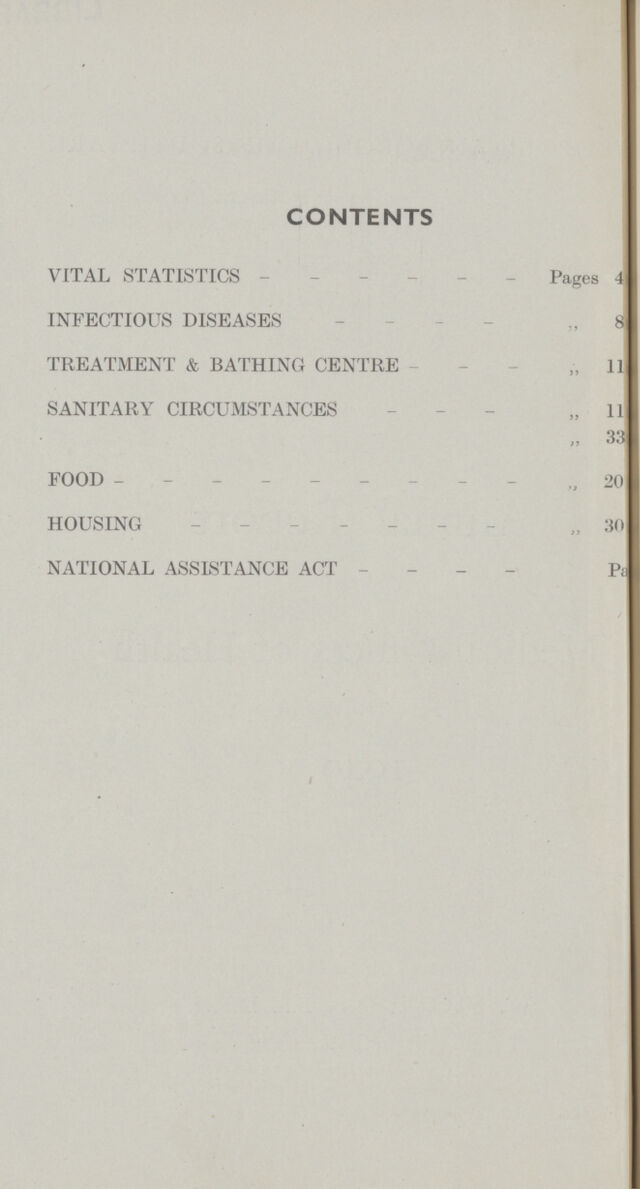 CONTENTS
VITAL STATISTICS – – – – – – Pages 4
INFECTIOUS DISEASES – – – – ,, 8
TREATMENT & BATHING CENTRE – – – ,, 11
SANITARY CIRCUMSTANCES – – – ,, 11
,, 33
FOOD – – – – – – – – – ,, 20
HOUSING – – – – – – – ,, 30
NATIONAL ASSISTANCE ACT – – – –